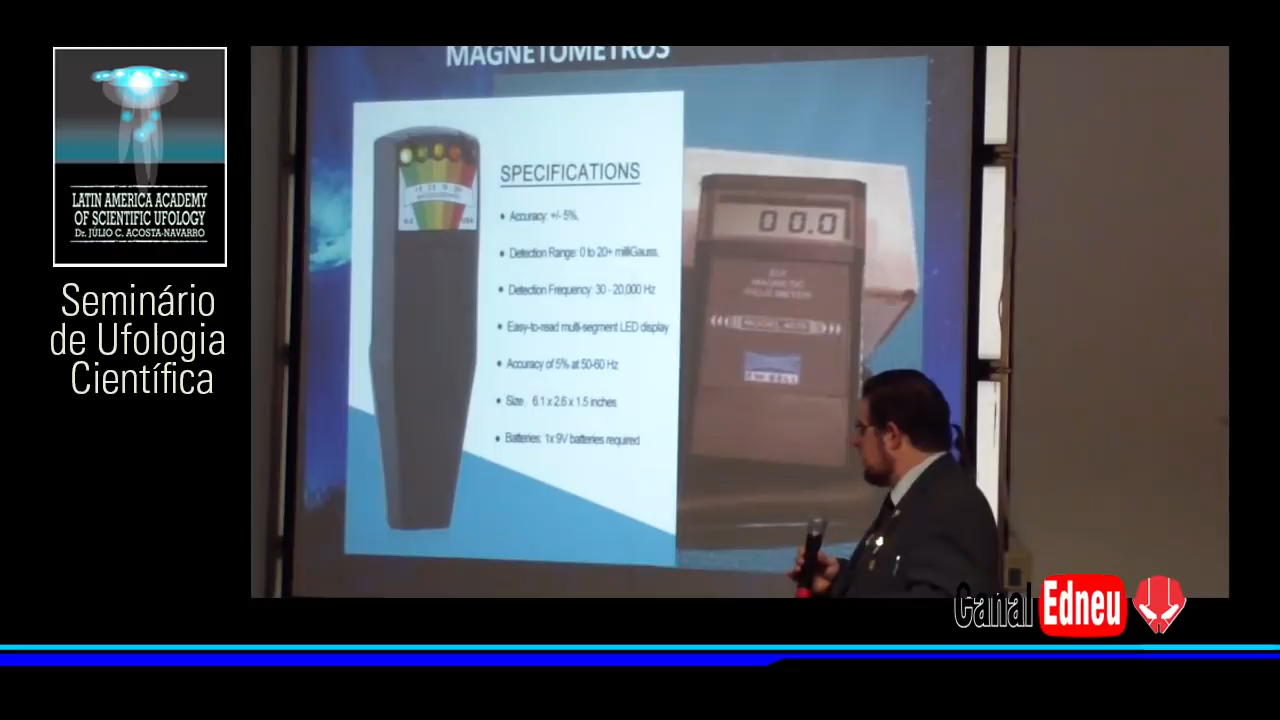 LATIN AMERICA ACADEMY
OF SCIENTIFIC UFOLOGY
Dr. JÚLIO C. ACOSTA-NAVARRO
Seminário
de Ufologia
Científica
MAGNETOMETROS
SPECIFICATIONS
• Accuracy: +/- 5%.
• Detection Range: 0 to 20+ milliGauss.
• Detection Frequency: 30 - 20,000 Hz
• Easy-to-read multi-segment LED display
• Accuracy of 5% at 50-60 Hz
• Size: 6.1 x 2.6 x 1.5 inches
• Batteries: 1x 9V batteries required
00.0
MAGNETIC
MODEL
Canal Edneu